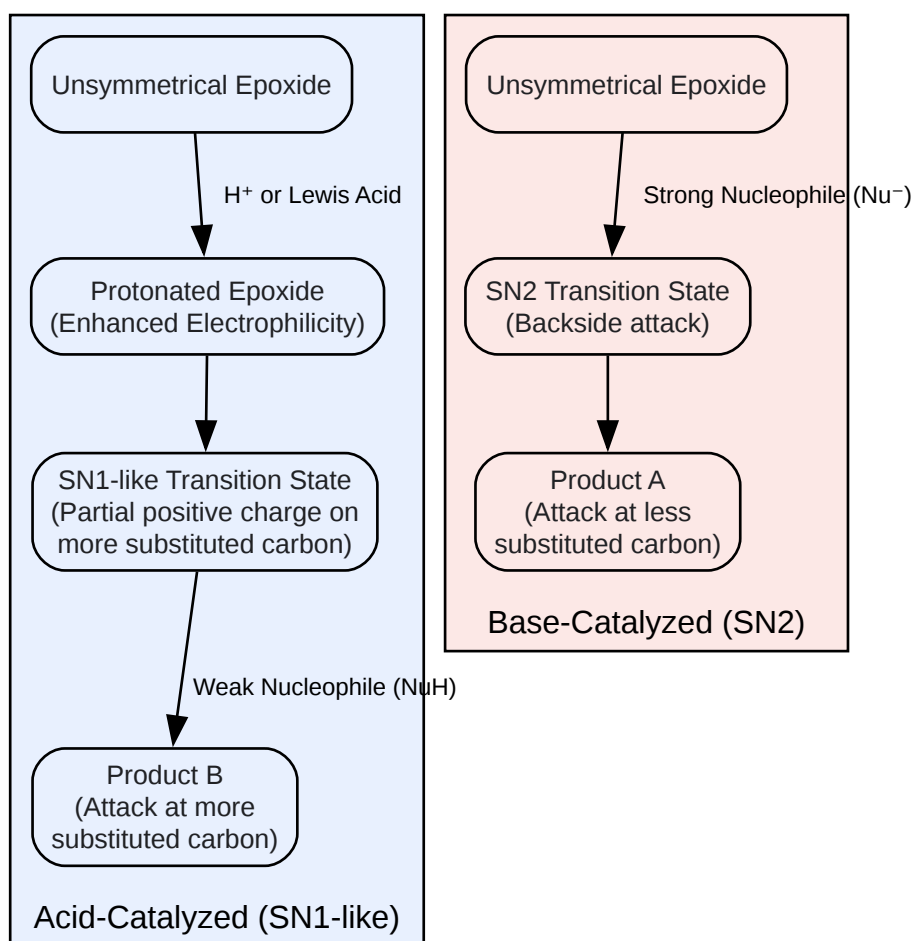 Unsymmetrical Epoxide
H⁺ or Lewis Acid
Protonated Epoxide
(Enhanced Electrophilicity)
SN1-like Transition State
(Partial positive charge on
more substituted carbon)
Weak Nucleophile (NuH)
Product B
(Attack at more
substituted carbon)
Acid-Catalyzed (SN1-like)
Unsymmetrical Epoxide
Strong Nucleophile (Nu⁻)
SN2 Transition State
(Backside attack)
Product A
(Attack at less
substituted carbon)
Base-Catalyzed (SN2)